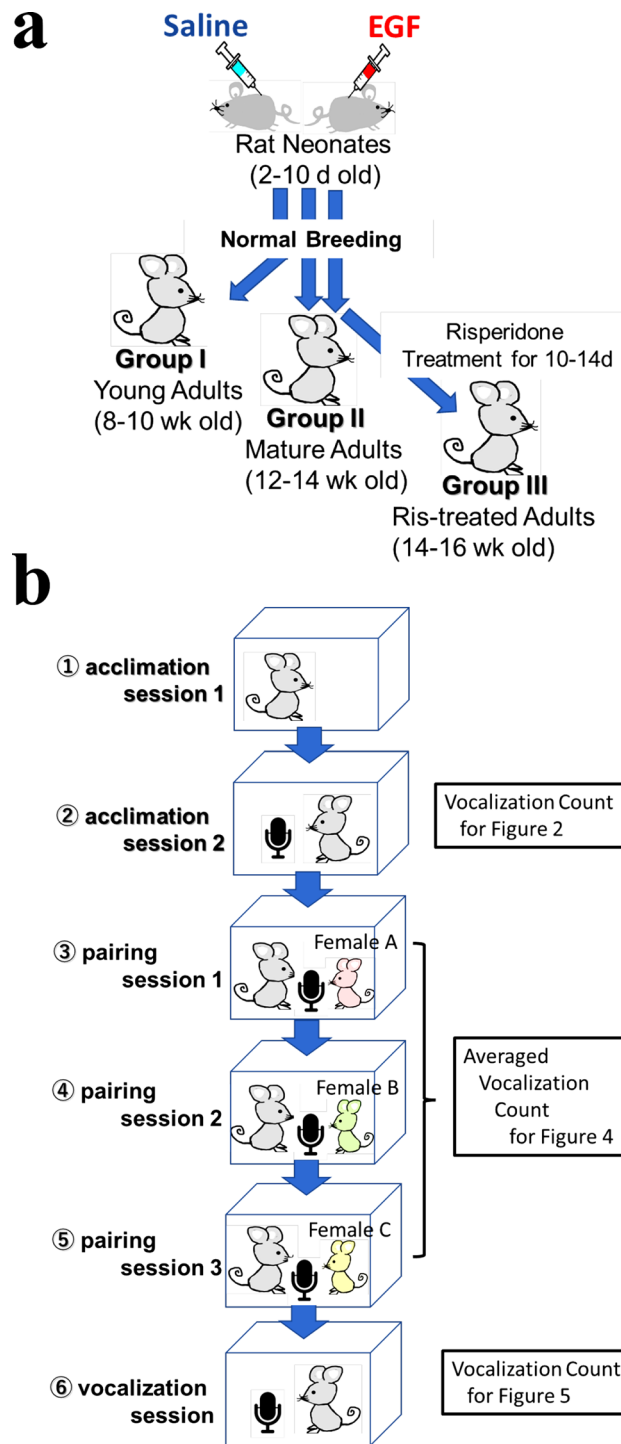 a
Saline
EGF
Rat Neonates
(2-10 d old)
Normal Breeding
Group I
Young Adults
(8-10 wk old)
Group II
Mature Adults
(12-14 wk old)
Risperidone
Treatment for 10-14d
Group III
Ris-treated Adults
(14-16 wk old)
b
① acclimation
session 1
② acclimation
session 2
Vocalization Count
for Figure 2
③ pairing
session 1
Female A
④ pairing
session 2
Female B
Averaged
Vocalization
Count
for Figure 4
⑤ pairing
session 3
Female C
⑥ vocalization
session
Vocalization Count
for Figure 5